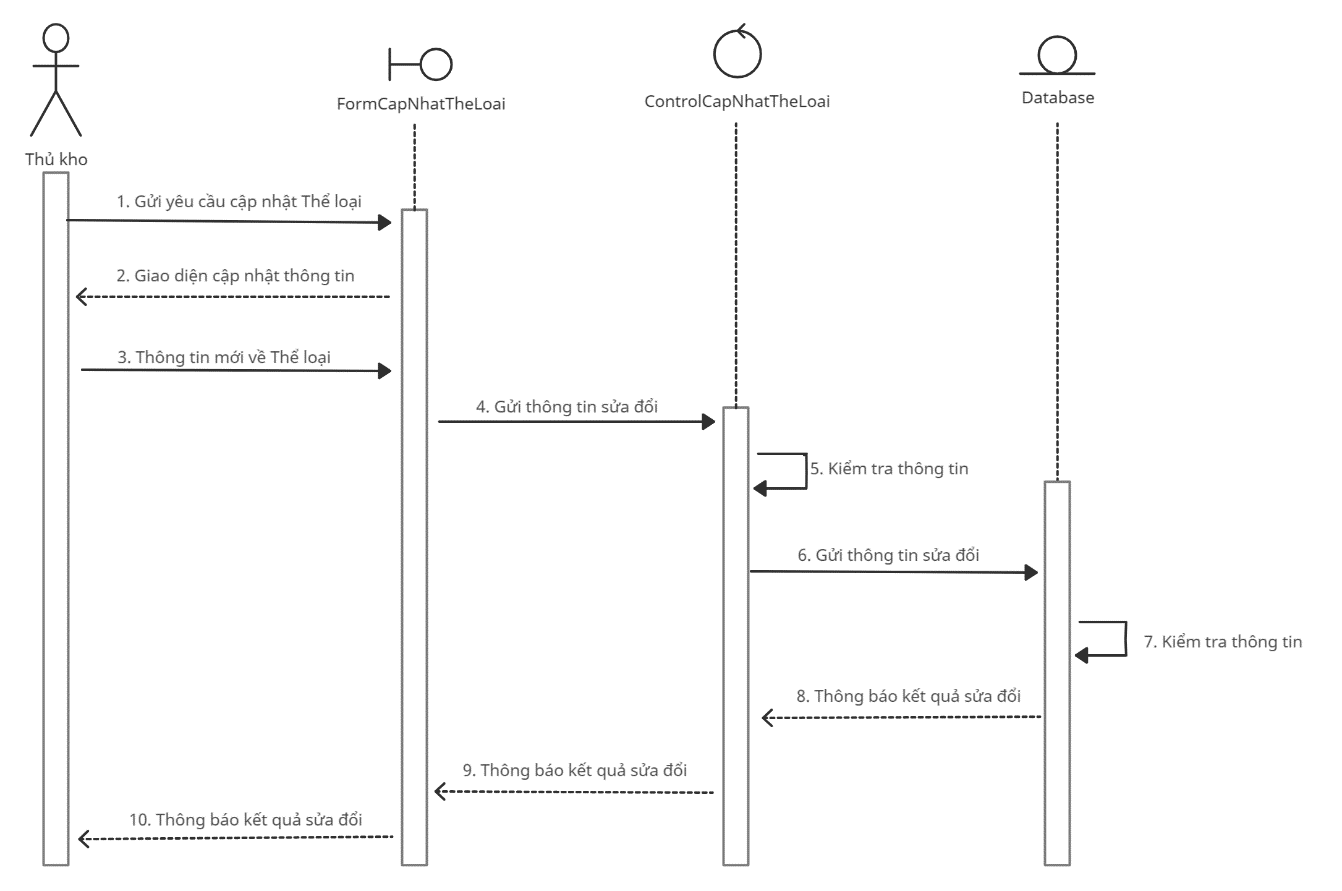 FormCapNhatTheLoai
ControlCapNhatTheLoai
Database
Thủ kho
1. Gửi yêu cầu cập nhật Thể loại
2. Giao diện cập nhật thông tin
3. Thông tin mới về Thể loại
4. Gửi thông tin sửa đổi
5. Kiểm tra thông tin
6. Gửi thông tin sửa đổi
7. Kiểm tra thông tin
8. Thông báo kết quả sửa đổi
9. Thông báo kết quả sửa đổi
10. Thông báo kết quả sửa đổi